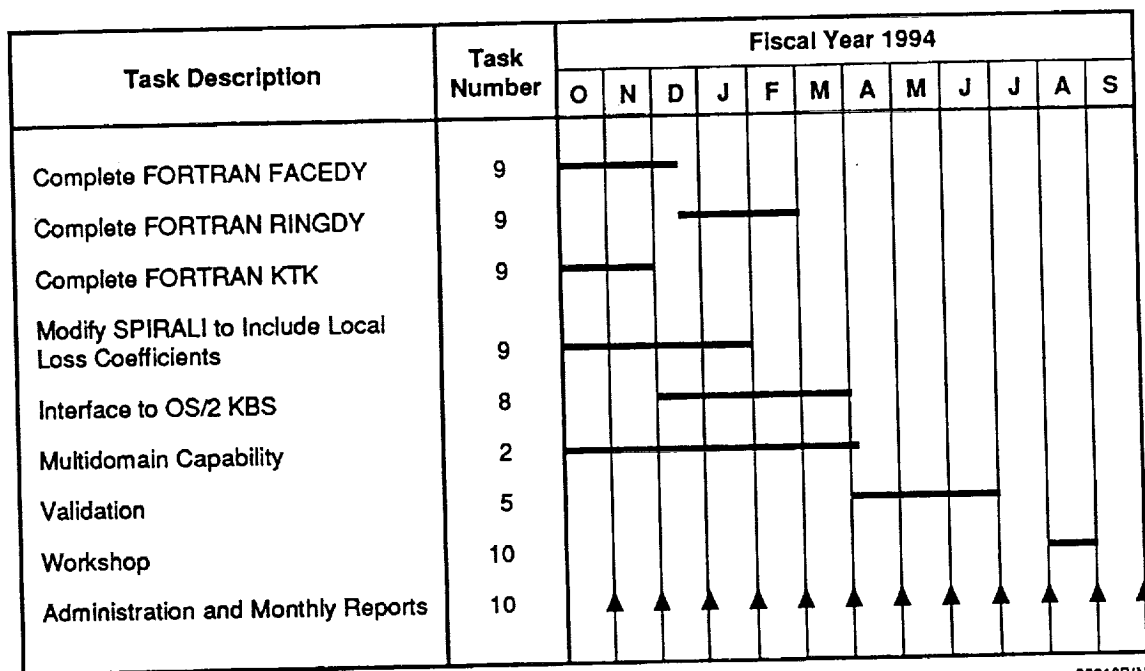 Fiscal Year 1994
Task Description
Task Number
O N D J F M A M J J A S
Complete FORTRAN FACEDY 9
Complete FORTRAN RINGDY 9
Complete FORTRAN KTK 9
Modify SPIRALI to Include Local
Loss Coefficients 9
Interface to OS/2 KBS 8
Multidomain Capability 2
Validation 5
Workshop 10
Administration and Monthly Reports 10